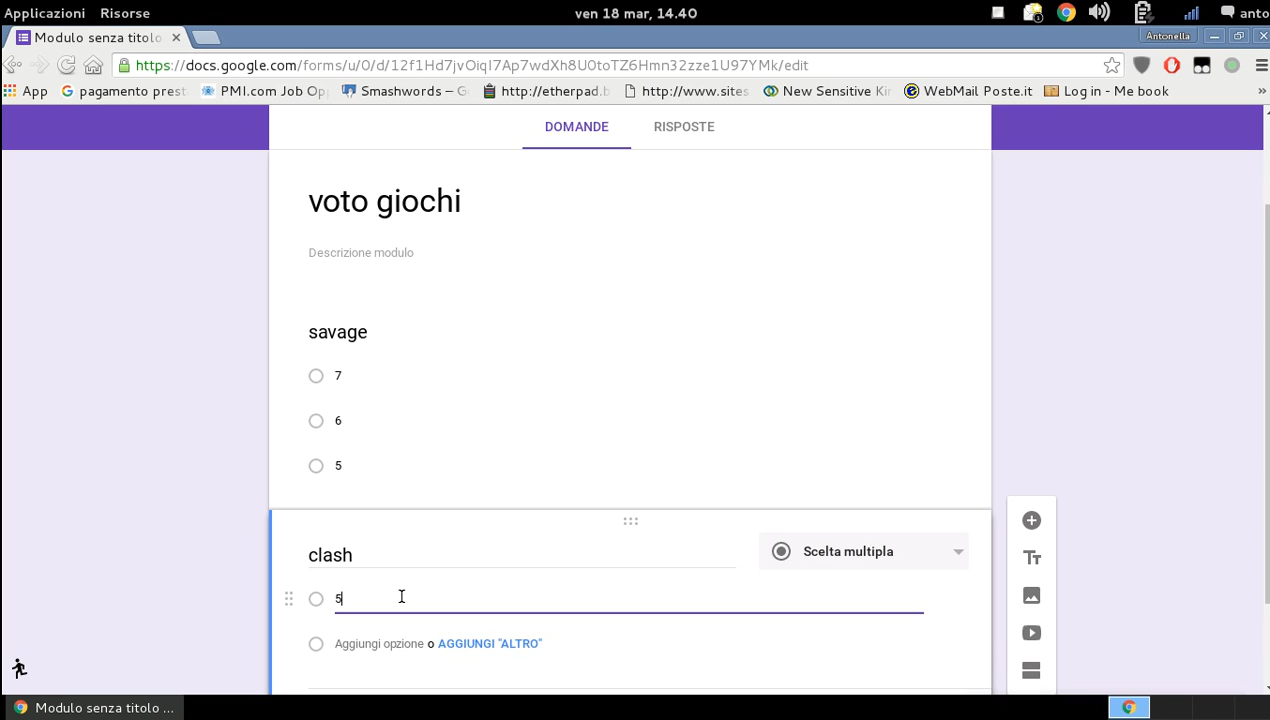 Applicazioni Risorse ven 18 mar, 14.40 1 anto
Modulo senza titolo Antonella
https://docs.google.com/forms/u/0/d/12f1Hd7jvOiqI7Ap7wdXh8U0toTZ6Hmn32zze1U97YMk/edit
App pagamento prest PMI.com Job Op Smashwords – G http://etherpad.b http://www.sites New Sensitive Ki WebMail Poste.it Log in - Me book »
DOMANDE RISPOSTE
voto giochi
Descrizione modulo
savage
7
6
5
clash Scelta multipla
5
Aggiungi opzione o AGGIUNGI "ALTRO"
Modulo senza titolo ...